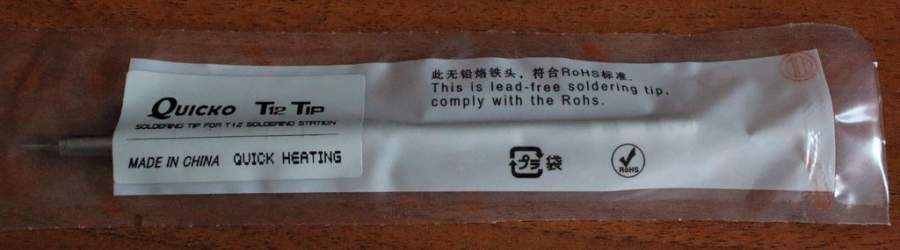 QUICKO T12 TIP
SOLDERING TIP FOR T12 SOLDERING STATION
MADE IN CHINA QUICK HEATING
此无铅烙铁头，符合RoHS标准.
This is lead-free soldering tip,
comply with the Rohs.
プラ 袋
RoHS